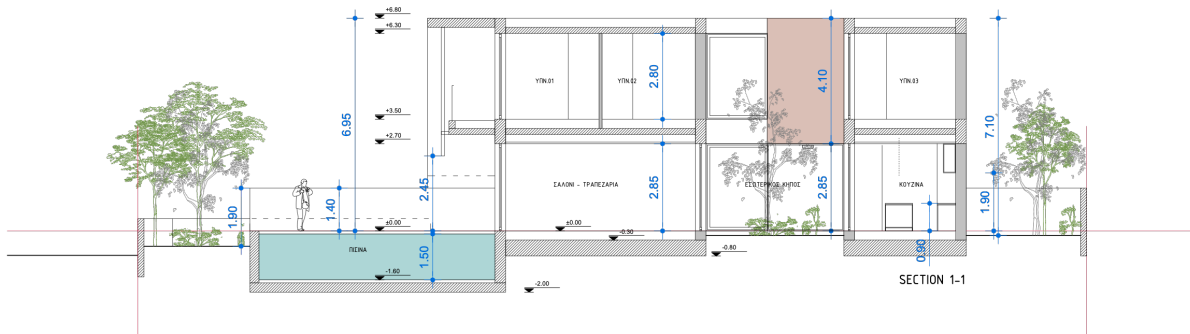 +6.80
+6.30
ΥΠΝ.01
ΥΠΝ.02
2.80
4.10
ΥΠΝ.03
+3.50
6.95
7.10
+2.70
ΣΑΛΟΝΙ - ΤΡΑΠΕΖΑΡΙΑ
ΕΣΩΤΕΡΙΚΟΣ ΚΗΠΟΣ
ΚΟΥΖΙΝΑ
2.45
2.85
2.85
1.90
1.40
1.90
±0.00
±0.00
-0.30
ΠΙΣΙΝΑ
1.50
-0.80
0.90
-1.60
SECTION 1-1
-2.00